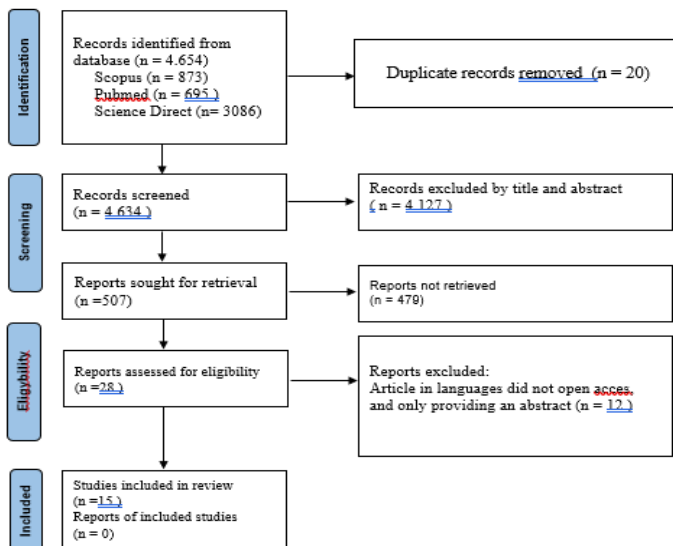 Identification
Records identified from
database (n = 4.654)
Scopus (n = 873)
Pubmed (n = 695 )
Science Direct (n= 3086)
Duplicate records removed (n = 20)
Screening
Records screened
(n = 4.634 )
Records excluded by title and abstract
( n = 4.127 )
Reports sought for retrieval
(n =507)
Reports not retrieved
(n = 479)
Eligybility
Reports assessed for eligibility
(n =28 )
Reports excluded:
Article in languages did not open acces,
and only providing an abstract (n = 12 )
Included
Studies included in review
(n =15 )
Reports of included studies
(n = 0)